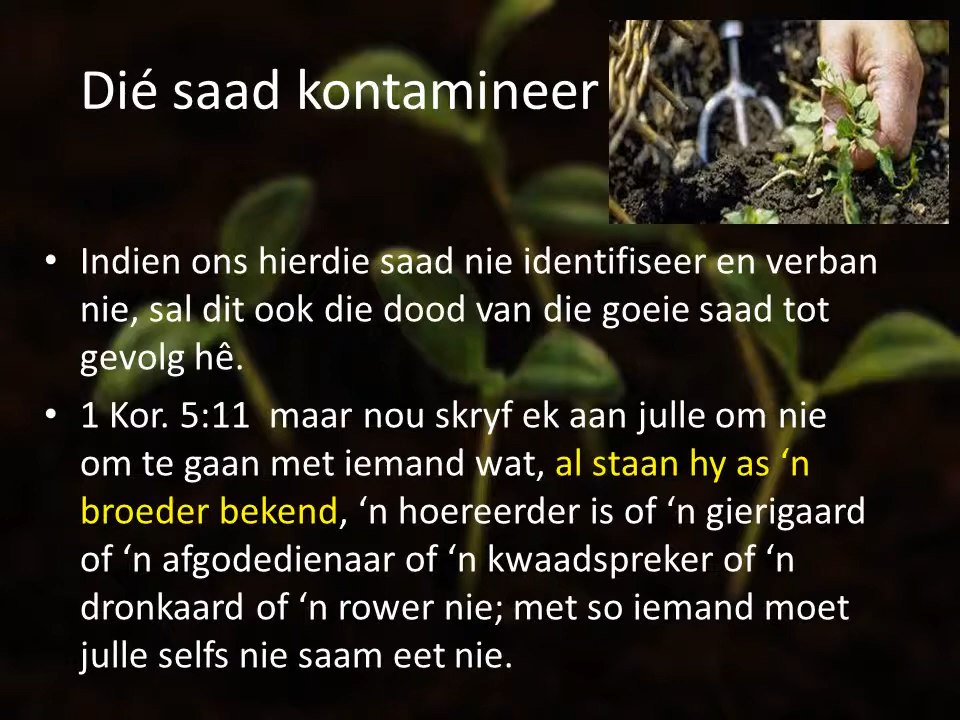 Dié saad kontamineer
• Indien ons hierdie saad nie identifiseer en verban
nie, sal dit ook die dood van die goeie saad tot
gevolg hê.
• 1 Kor. 5:11  maar nou skryf ek aan julle om nie
om te gaan met iemand wat, al staan hy as ‘n
broeder bekend, ‘n hoereerder is of ‘n gierigaard
of ‘n afgodedienaar of ‘n kwaadspreker of ‘n
dronkaard of ‘n rower nie; met so iemand moet
julle selfs nie saam eet nie.